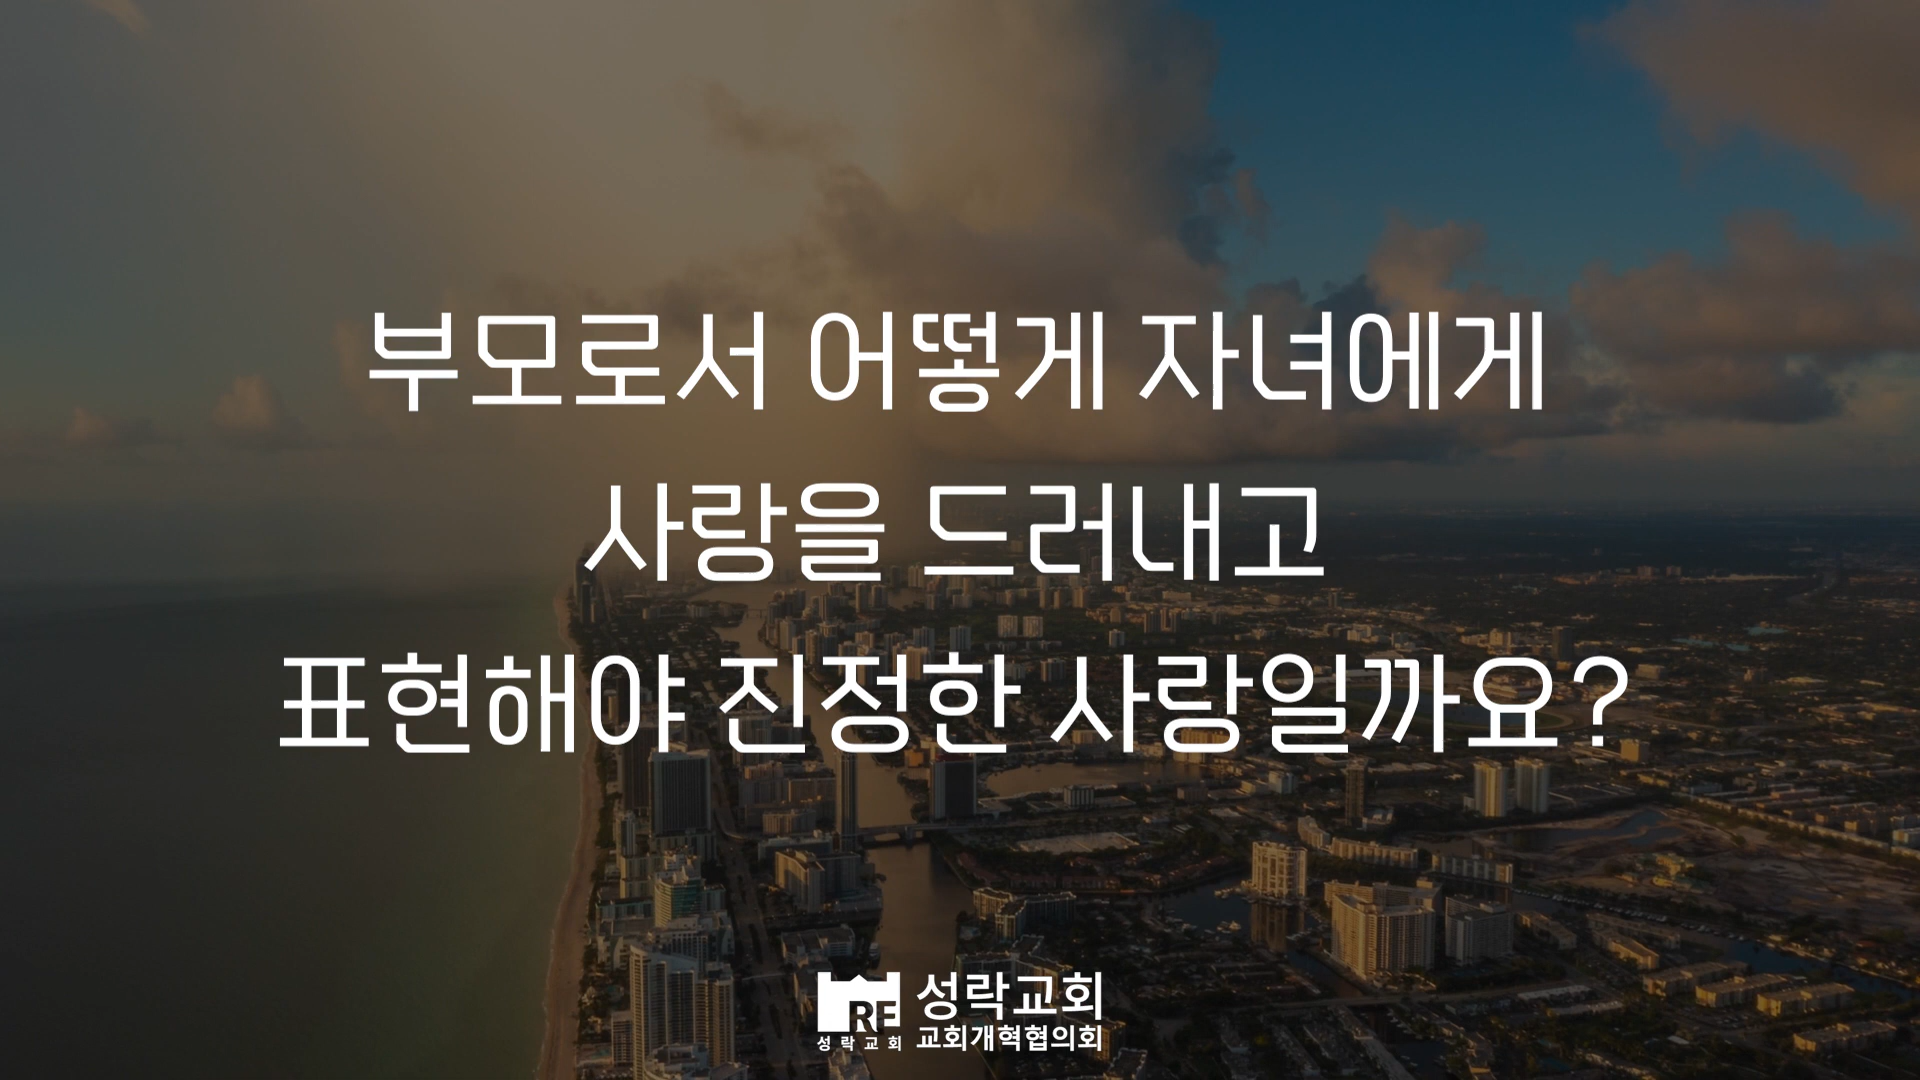 부모로서 어떻게 자녀에게
사랑을 드러내고
표현해야 진정한 사랑일까요?
RE
성락교회
성락교회
교회개혁협의회